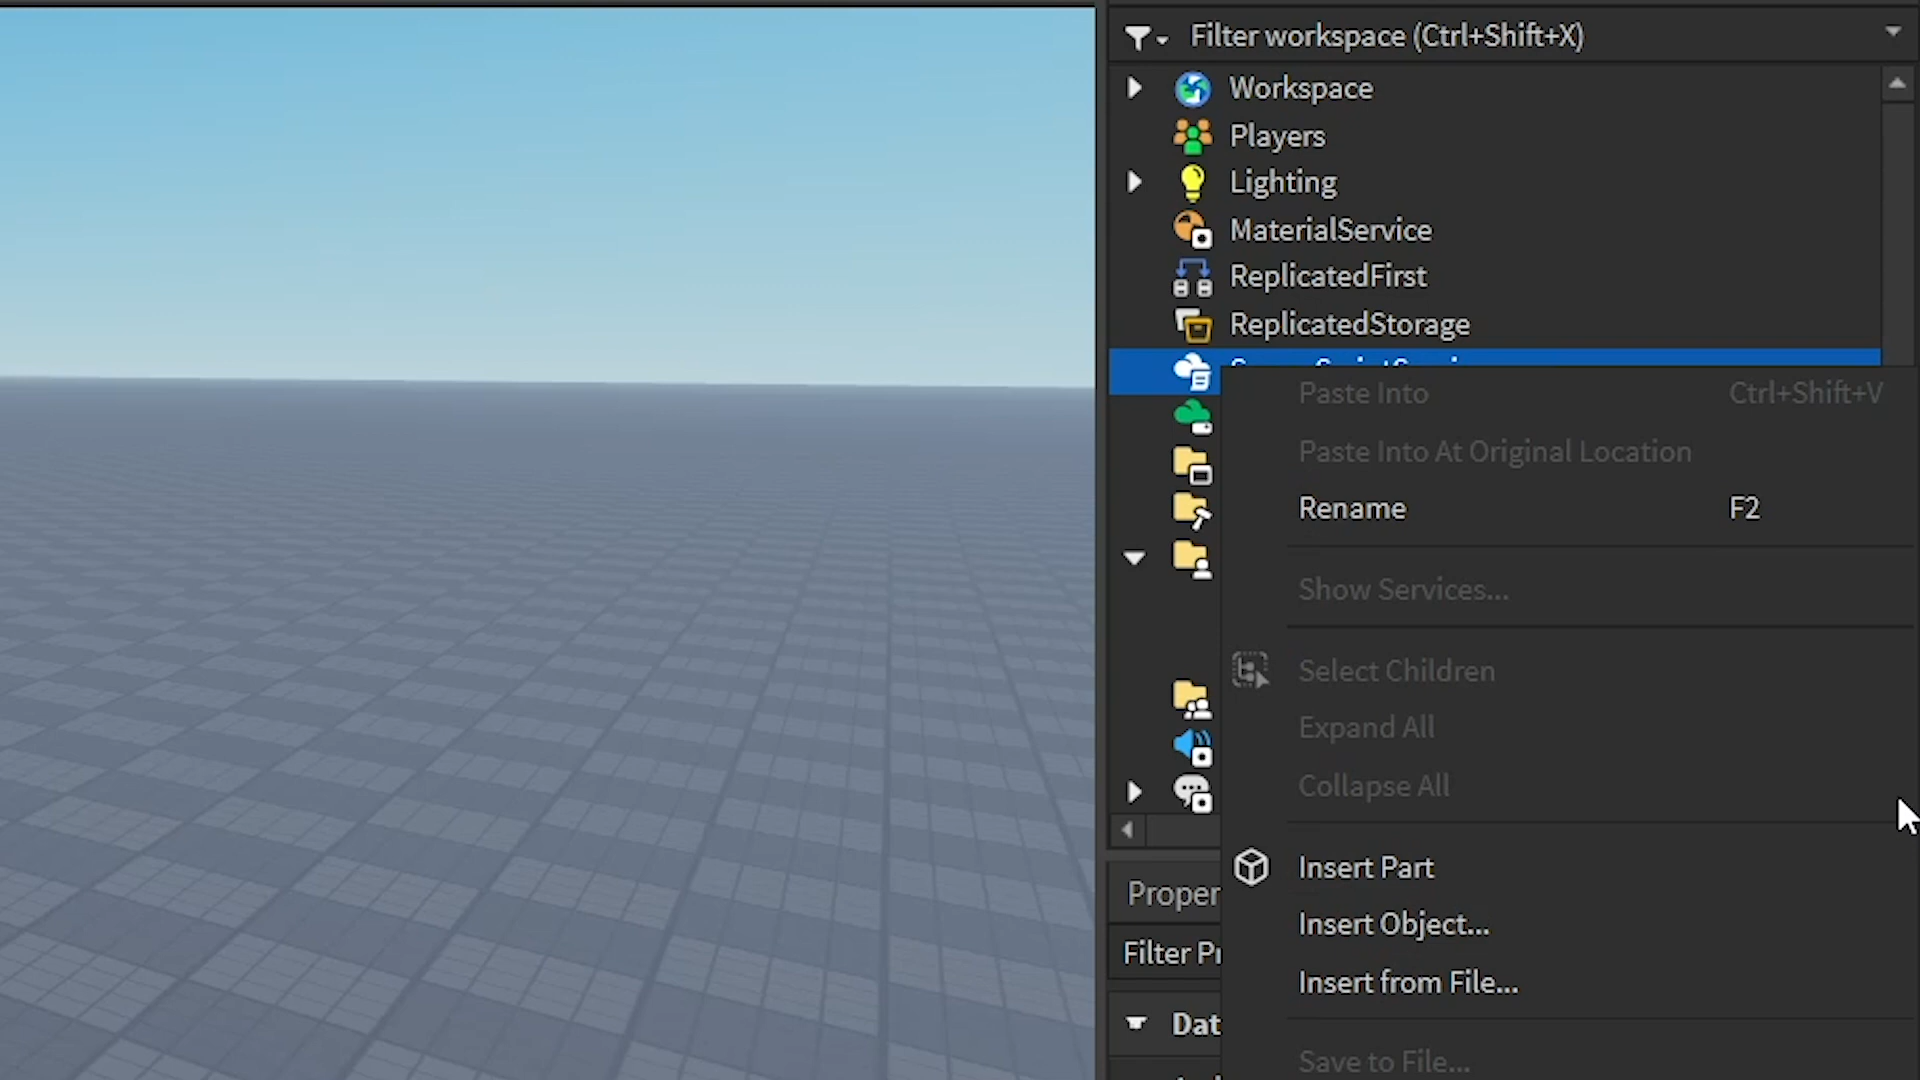 Filter workspace (Ctrl+Shift+X)
Workspace
Players
Lighting
MaterialService
ReplicatedFirst
ReplicatedStorage
Paste Into Ctrl+Shift+V
Paste Into At Original Location
Rename F2
Show Services...
Select Children
Expand All
Collapse All
Insert Part
Proper
Insert Object...
Filter Pr
Insert from File...
Dat
Save to File...